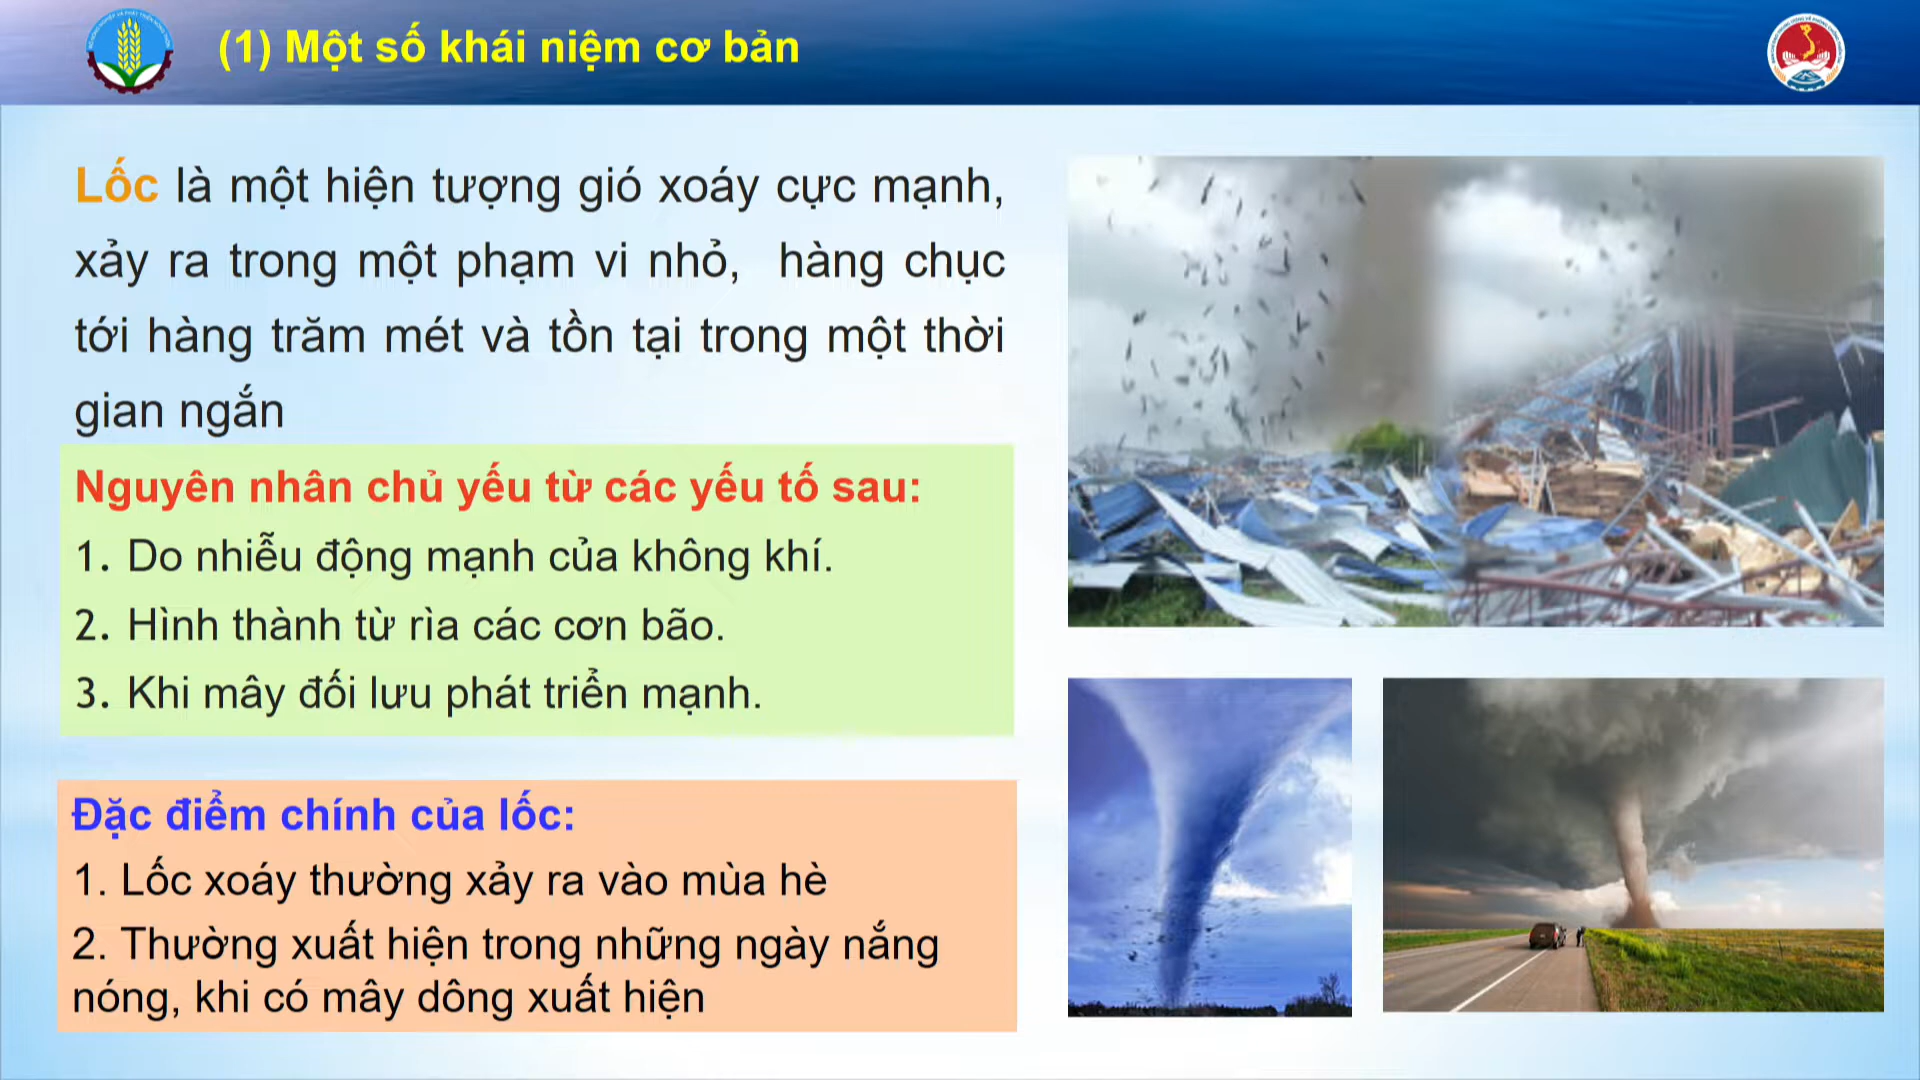 (1) Một số khái niệm cơ bản
Lốc là một hiện tượng gió xoáy cực mạnh,
xảy ra trong một phạm vi nhỏ, hàng chục
tới hàng trăm mét và tồn tại trong một thời
gian ngắn
Nguyên nhân chủ yếu từ các yếu tố sau:
1. Do nhiễu động mạnh của không khí.
2. Hình thành từ rìa các cơn bão.
3. Khi mây đối lưu phát triển mạnh.
Đặc điểm chính của lốc:
1. Lốc xoáy thường xảy ra vào mùa hè
2. Thường xuất hiện trong những ngày nắng
nóng, khi có mây dông xuất hiện